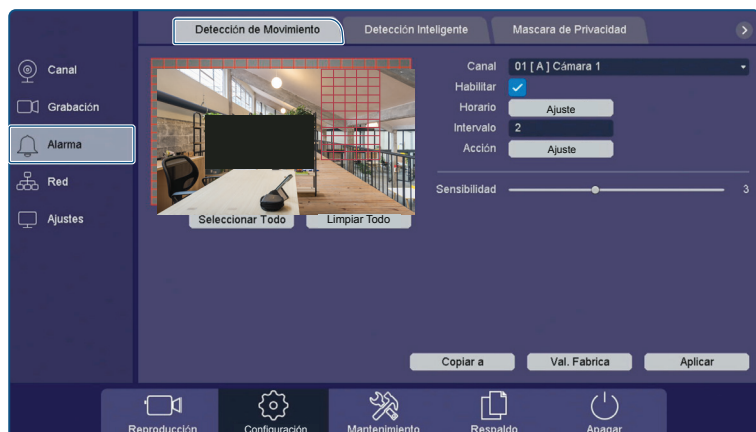 Detección de Movimiento
Detección Inteligente
Mascara de Privacidad
Canal
Grabación
Alarma
Red
Ajustes
Seleccionar Todo
Limpiar Todo
Canal 01 [ A ] Cámara 1
Habilitar
Horario Ajuste
Intervalo 2
Acción Ajuste
Sensibilidad 3
Copiar a
Val. Fabrica
Aplicar
Reproducción
Configuración
Mantenimiento
Respaldo
Apagar